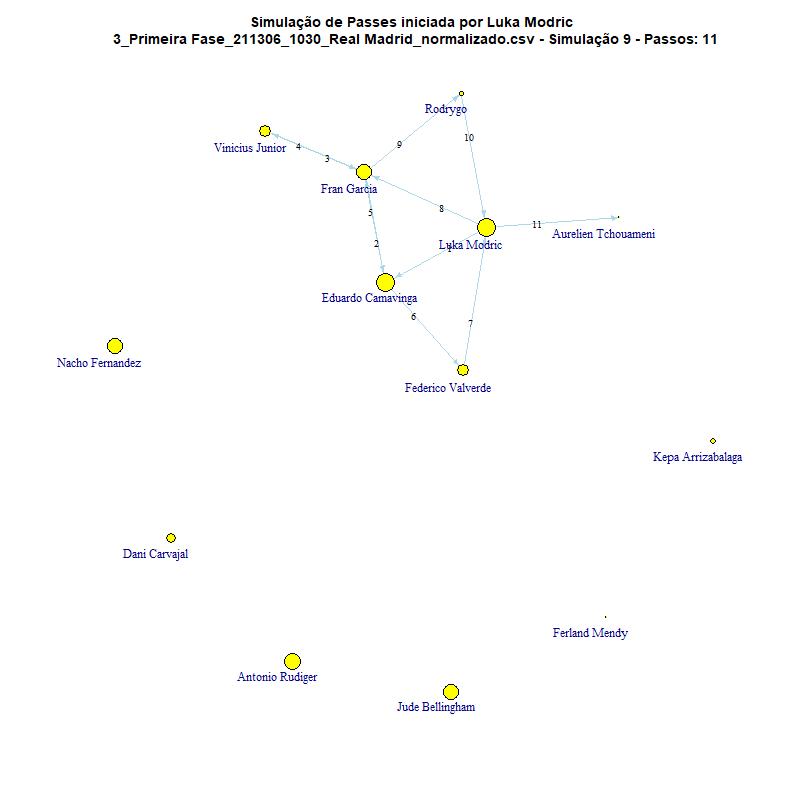 Simulação de Passes iniciada por Luka Modric
3_Primeira Fase_211306_1030_Real Madrid_normalizado.csv - Simulação 9 - Passos: 11
Rodrygo
10
Vinicius Junior
4
3
9
Fran Garcia
8
5
11
Aurelien Tchouameni
2
Luka Modric
1
Eduardo Camavinga
6
7
Nacho Fernandez
Federico Valverde
Kepa Arrizabalaga
Dani Carvajal
Ferland Mendy
Antonio Rudiger
Jude Bellingham